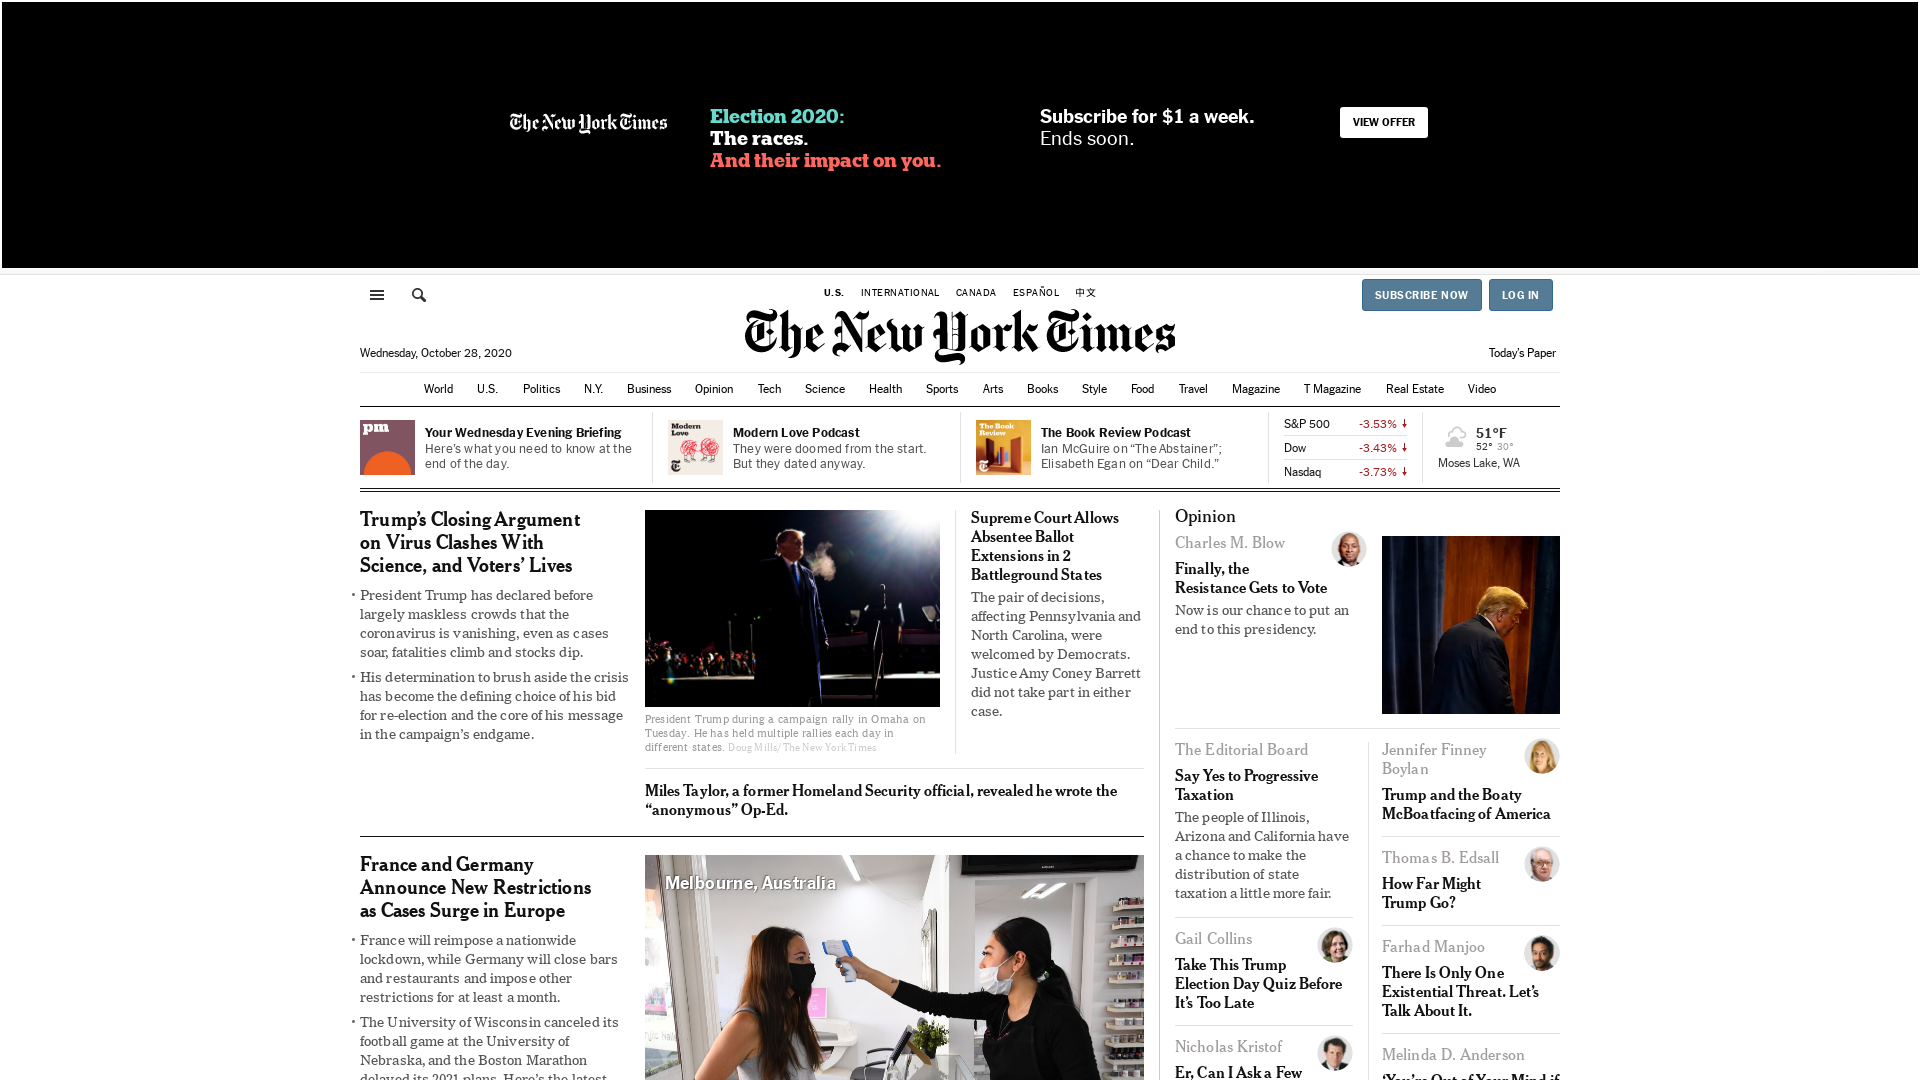 The New York Times
Election 2020:
The races.
And their impact on you.
Subscribe for $1 a week.
Ends soon.
VIEW OFFER
U.S. INTERNATIONAL CANADA ESPAÑOL 中文
SUBSCRIBE NOW LOG IN
The New York Times
Wednesday, October 28, 2020
Today’s Paper
World U.S. Politics N.Y. Business Opinion Tech Science Health Sports Arts Books Style Food Travel Magazine T Magazine Real Estate Video
pm
Your Wednesday Evening Briefing
Here’s what you need to know at the
end of the day.
Modern
Love
Modern Love Podcast
They were doomed from the start.
But they dated anyway.
The Book
Review
The Book Review Podcast
Ian McGuire on “The Abstainer”;
Elisabeth Egan on “Dear Child.”
S&P 500 -3.53%
Dow -3.43%
Nasdaq -3.73%
51°F
52° 30°
Moses Lake, WA
Trump’s Closing Argument
on Virus Clashes With
Science, and Voters’ Lives
• President Trump has declared before
largely maskless crowds that the
coronavirus is vanishing, even as cases
soar, fatalities climb and stocks dip.
• His determination to brush aside the crisis
has become the defining choice of his bid
for re-election and the core of his message
in the campaign’s endgame.
President Trump during a campaign rally in Omaha on
Tuesday. He has held multiple rallies each day in
different states. Doug Mills/The New York Times
Supreme Court Allows
Absentee Ballot
Extensions in 2
Battleground States
The pair of decisions,
affecting Pennsylvania and
North Carolina, were
welcomed by Democrats.
Justice Amy Coney Barrett
did not take part in either
case.
Miles Taylor, a former Homeland Security official, revealed he wrote the
“anonymous” Op-Ed.
France and Germany
Announce New Restrictions
as Cases Surge in Europe
• France will reimpose a nationwide
lockdown, while Germany will close bars
and restaurants and impose other
restrictions for at least a month.
• The University of Wisconsin canceled its
football game at the University of
Nebraska, and the Boston Marathon
delayed its 2021 plans. Here’s the latest
Melbourne, Australia
Opinion
Charles M. Blow
Finally, the
Resistance Gets to Vote
Now is our chance to put an
end to this presidency.
The Editorial Board
Say Yes to Progressive
Taxation
The people of Illinois,
Arizona and California have
a chance to make the
distribution of state
taxation a little more fair.
Gail Collins
Take This Trump
Election Day Quiz Before
It’s Too Late
Nicholas Kristof
Er, Can I Ask a Few
Jennifer Finney
Boylan
Trump and the Boaty
McBoatfacing of America
Thomas B. Edsall
How Far Might
Trump Go?
Farhad Manjoo
There Is Only One
Existential Threat. Let’s
Talk About It.
Melinda D. Anderson
‘You’re Out of Your Mind if